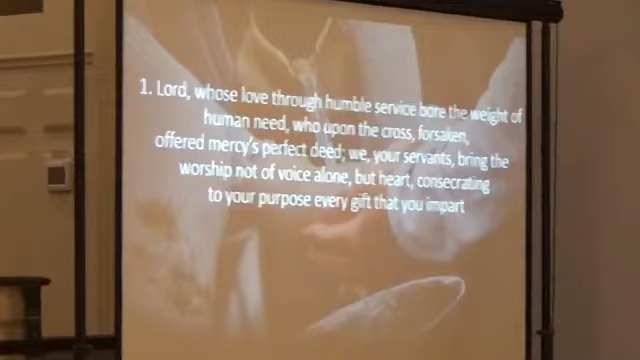 1. Lord, whose love through humble service bore the weight of
human need, who upon the cross, forsaken,
offered mercy's perfect deed; we, your servants, bring the
worship not of voice alone, but heart, consecrating
to your purpose every gift that you impart